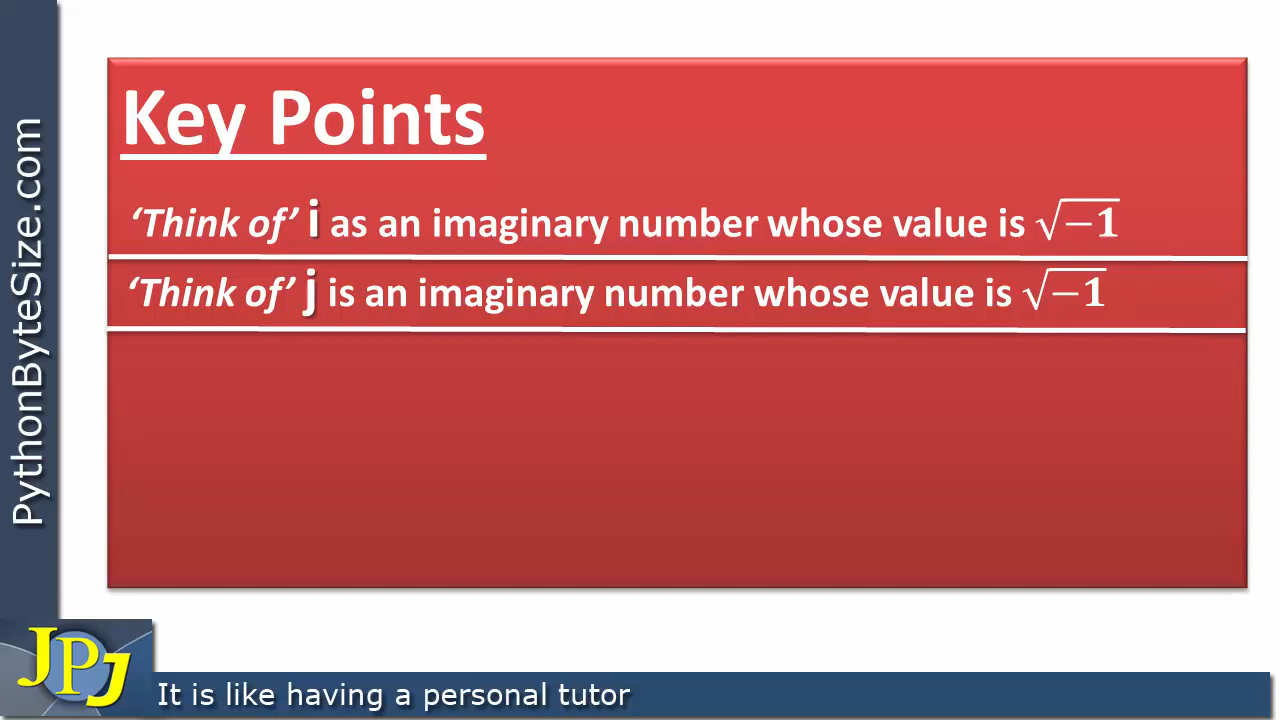 Key Points
‘Think of’ i as an imaginary number whose value is √−1
‘Think of’ j is an imaginary number whose value is √−1
PythonByteSize.com
JPJ
It is like having a personal tutor